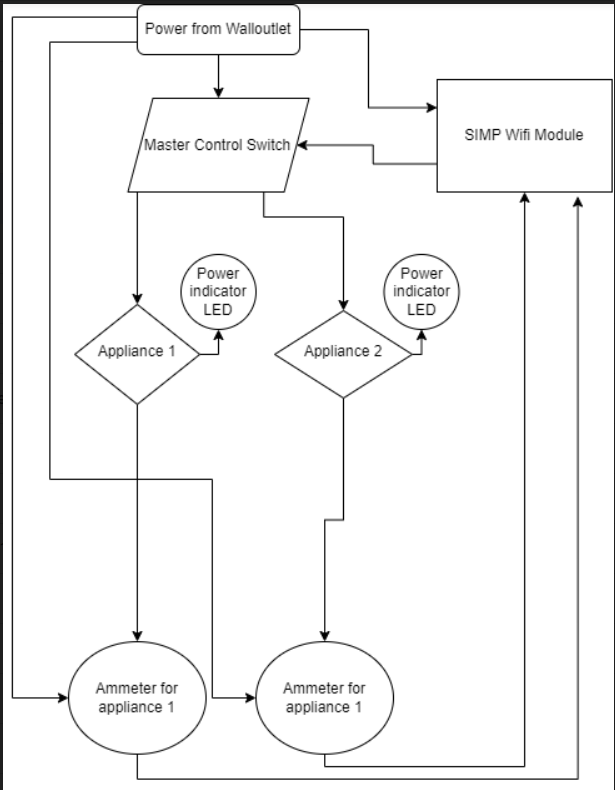 Power from Walloutlet
SIMP Wifi Module
Master Control Switch
Power
indicator
LED
Power
indicator
LED
Appliance 1
Appliance 2
Ammeter for
appliance 1
Ammeter for
appliance 1